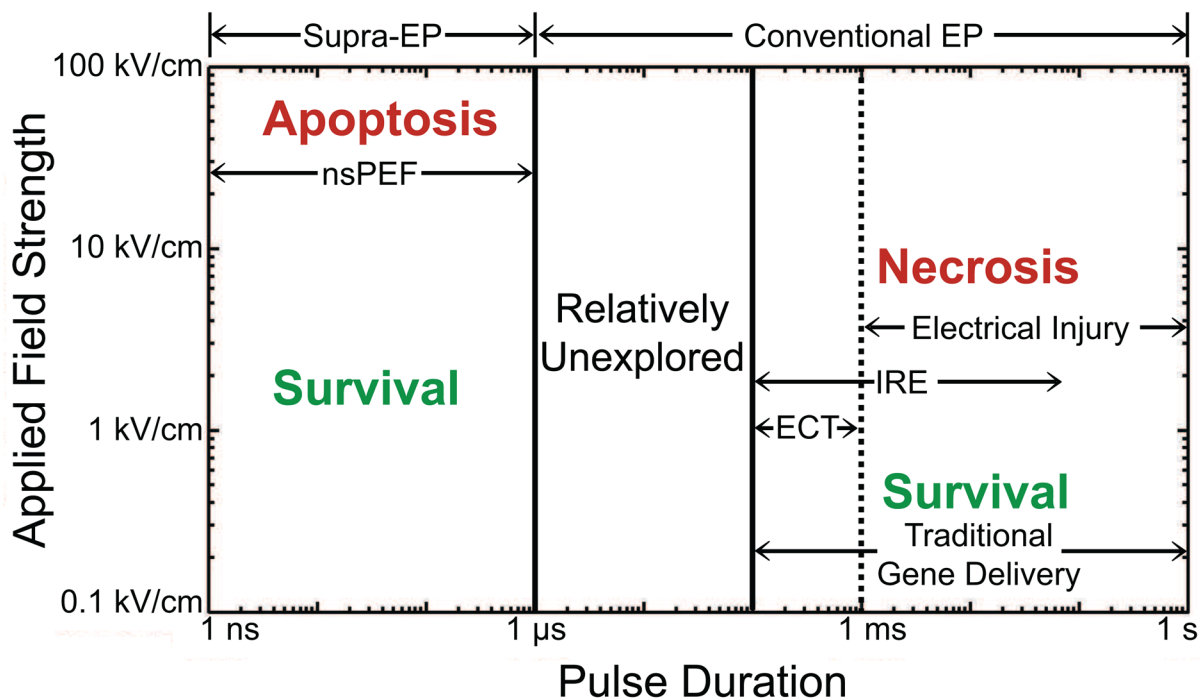 Supra-EP
Conventional EP
100 kV/cm
10 kV/cm
1 kV/cm
0.1 kV/cm
Applied Field Strength
Apoptosis
nsPEF
Survival
Relatively
Unexplored
Necrosis
Electrical Injury
IRE
ECT
Survival
Traditional
Gene Delivery
1 ns
1 µs
1 ms
1 s
Pulse Duration